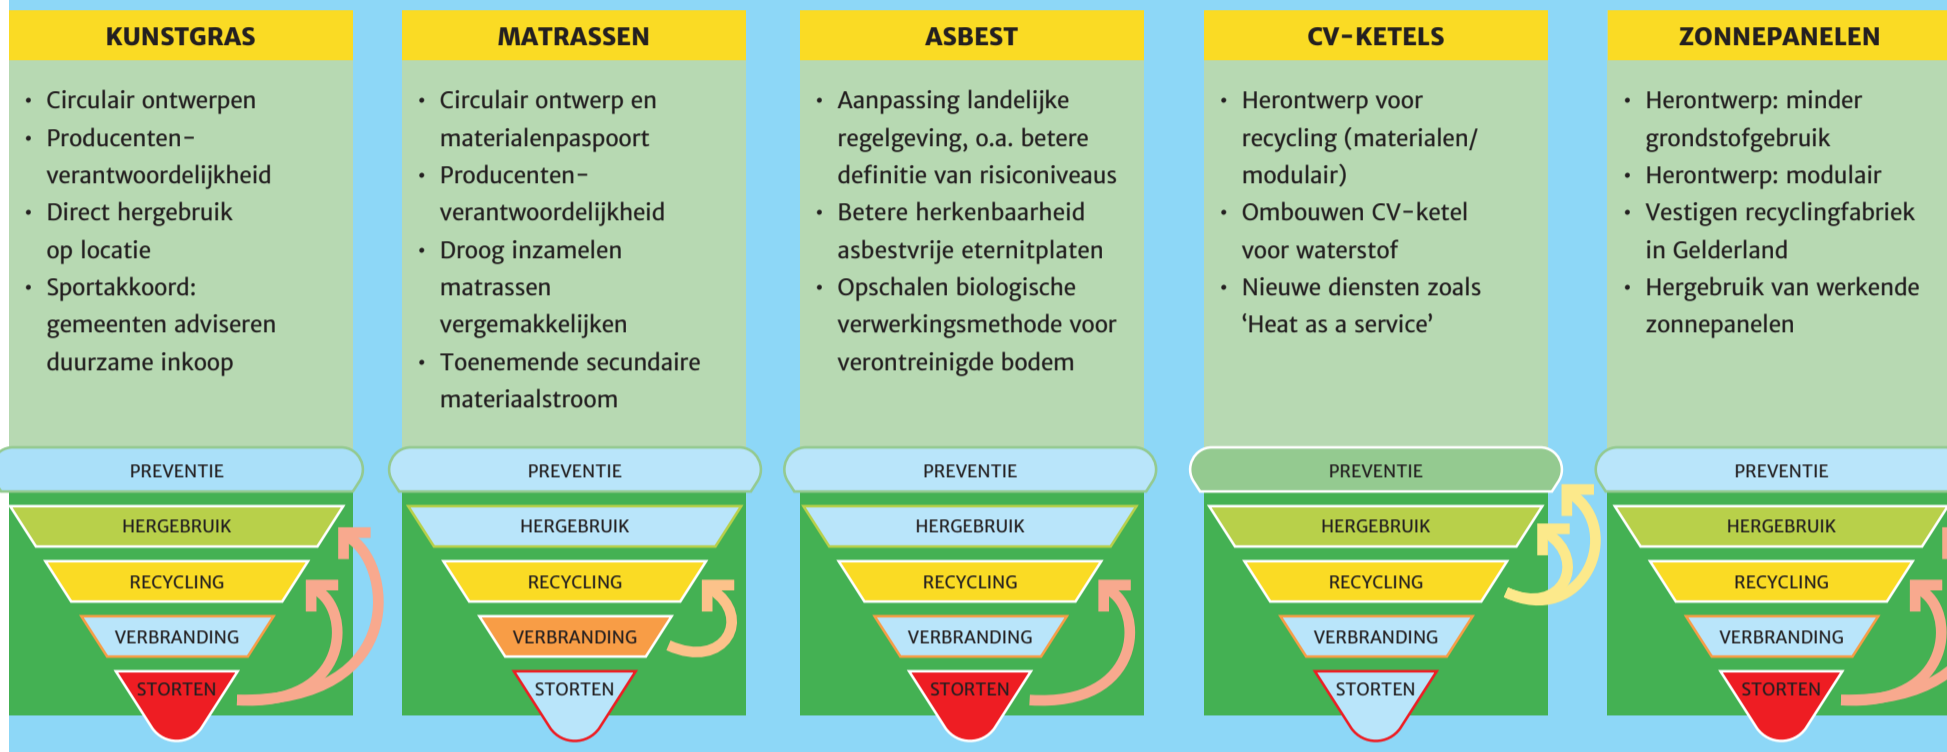 KUNSTGRAS
• Circulair ontwerpen
• Producenten-
verantwoordelijkheid
• Direct hergebruik
op locatie
• Sportakkoord:
gemeenten adviseren
duurzame inkoop
PREVENTIE
HERGEBRUIK
RECYCLING
VERBRANDING
STORTEN
MATRASSEN
• Circulair ontwerp en
materialenpaspoort
• Producenten-
verantwoordelijkheid
• Droog inzamelen
matrassen
vergemakkelijken
• Toenemende secundaire
materiaalstroom
PREVENTIE
HERGEBRUIK
RECYCLING
VERBRANDING
STORTEN
ASBEST
• Aanpassing landelijke
regelgeving, o.a. betere
definitie van risiconiveaus
• Betere herkenbaarheid
asbestvrije eternitplaten
• Opschalen biologische
verwerkingsmethode voor
verontreinigde bodem
PREVENTIE
HERGEBRUIK
RECYCLING
VERBRANDING
STORTEN
CV-KETELS
• Herontwerp voor
recycling (materialen/
modulair)
• Ombouwen CV-ketel
voor waterstof
• Nieuwe diensten zoals
‘Heat as a service’
PREVENTIE
HERGEBRUIK
RECYCLING
VERBRANDING
STORTEN
ZONNEPANELEN
• Herontwerp: minder
grondstofgebruik
• Herontwerp: modulair
• Vestigen recyclingfabriek
in Gelderland
• Hergebruik van werkende
zonnepanelen
PREVENTIE
HERGEBRUIK
RECYCLING
VERBRANDING
STORTEN